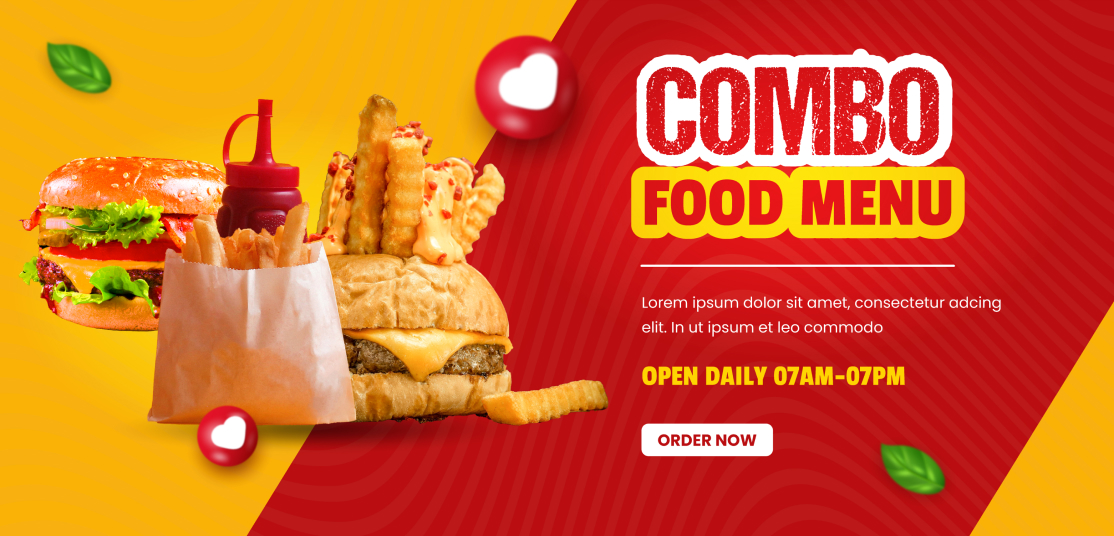 COMBO
FOOD MENU
Lorem ipsum dolor sit amet, consectetur adcing
elit. In ut ipsum et leo commodo
OPEN DAILY 07AM-07PM
ORDER NOW